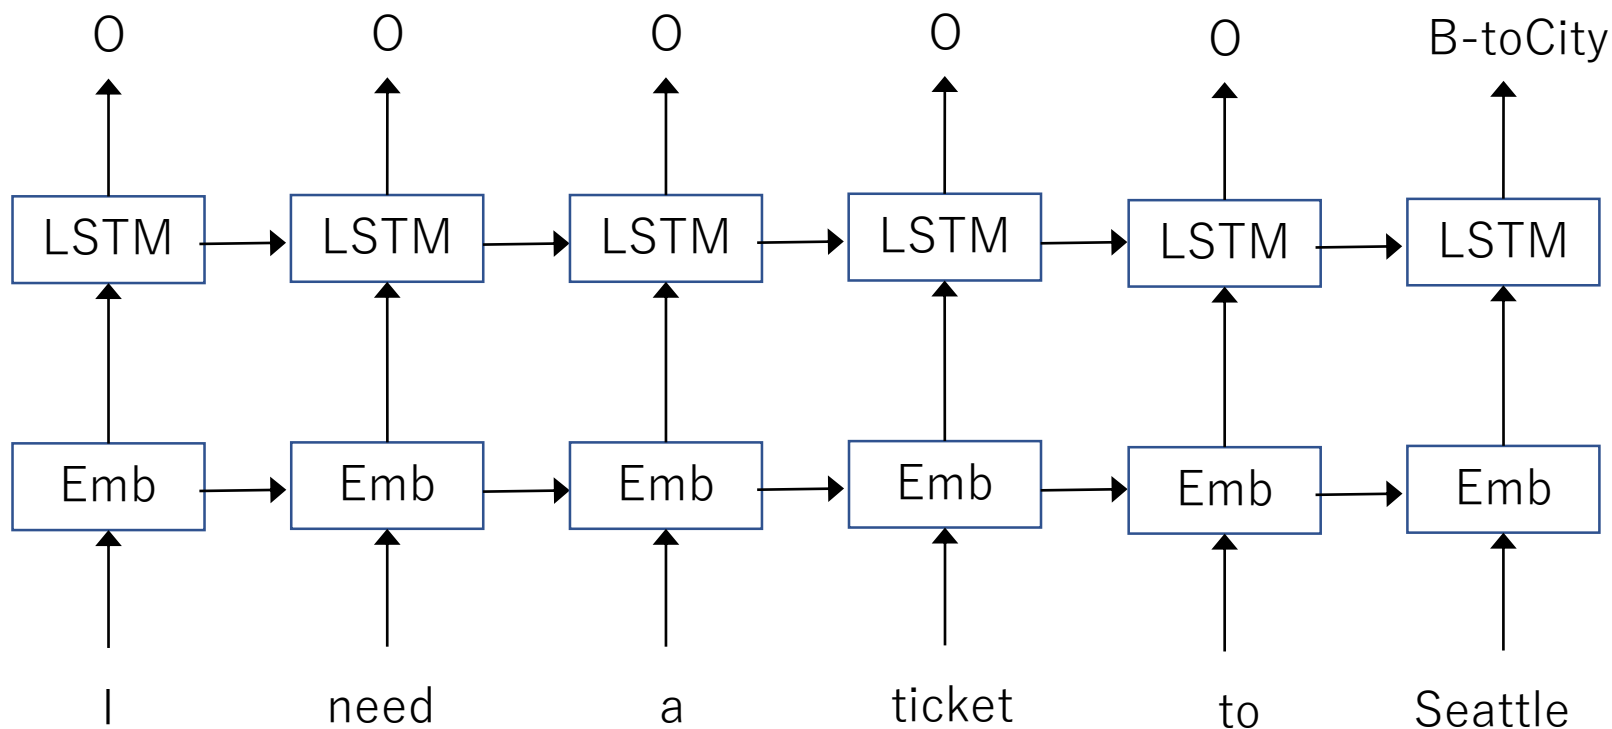 O O O O O B-toCity
LSTM LSTM LSTM LSTM LSTM LSTM
Emb Emb Emb Emb Emb Emb
I need a ticket to Seattle